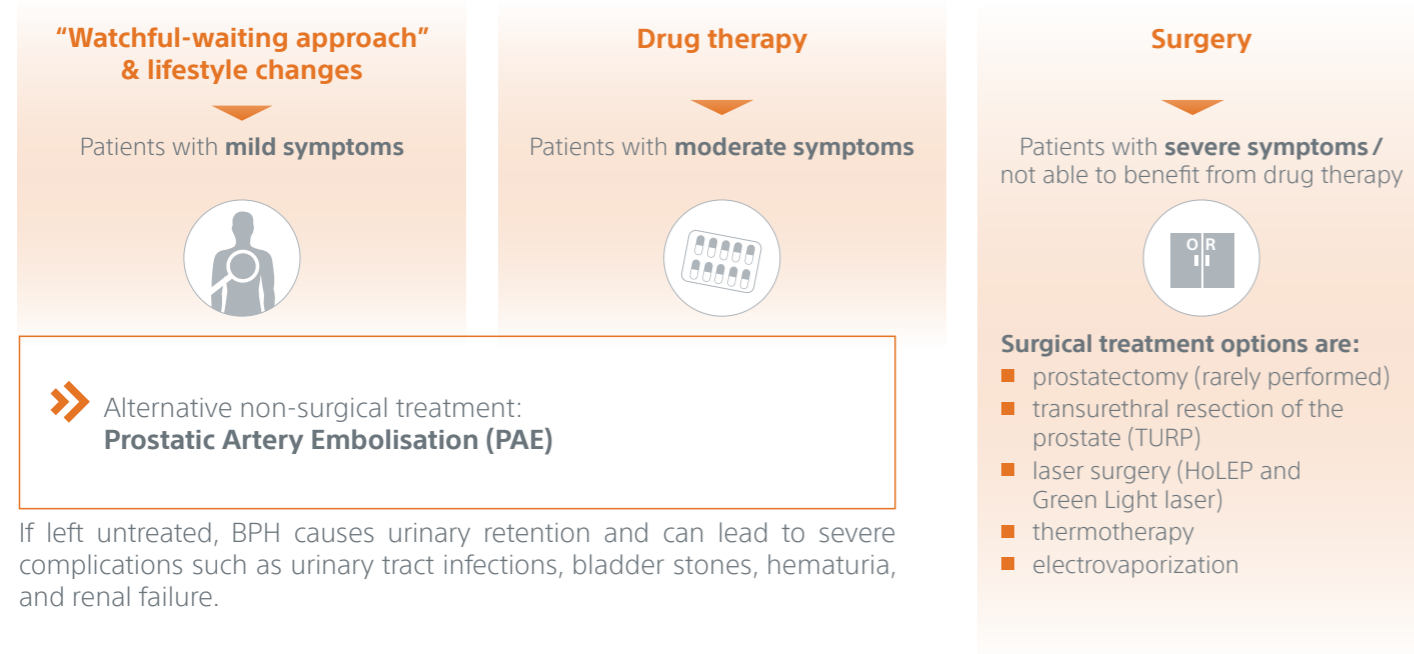 “Watchful-waiting approach”
& lifestyle changes
Patients with mild symptoms
Drug therapy
Patients with moderate symptoms
Surgery
Patients with severe symptoms /
not able to benefit from drug therapy
O R
Surgical treatment options are:
prostatectomy (rarely performed)
transurethral resection of the
prostate (TURP)
laser surgery (HoLEP and
Green Light laser)
thermotherapy
electrovaporization
Alternative non-surgical treatment:
Prostatic Artery Embolisation (PAE)
If left untreated, BPH causes urinary retention and can lead to severe
complications such as urinary tract infections, bladder stones, hematuria,
and renal failure.